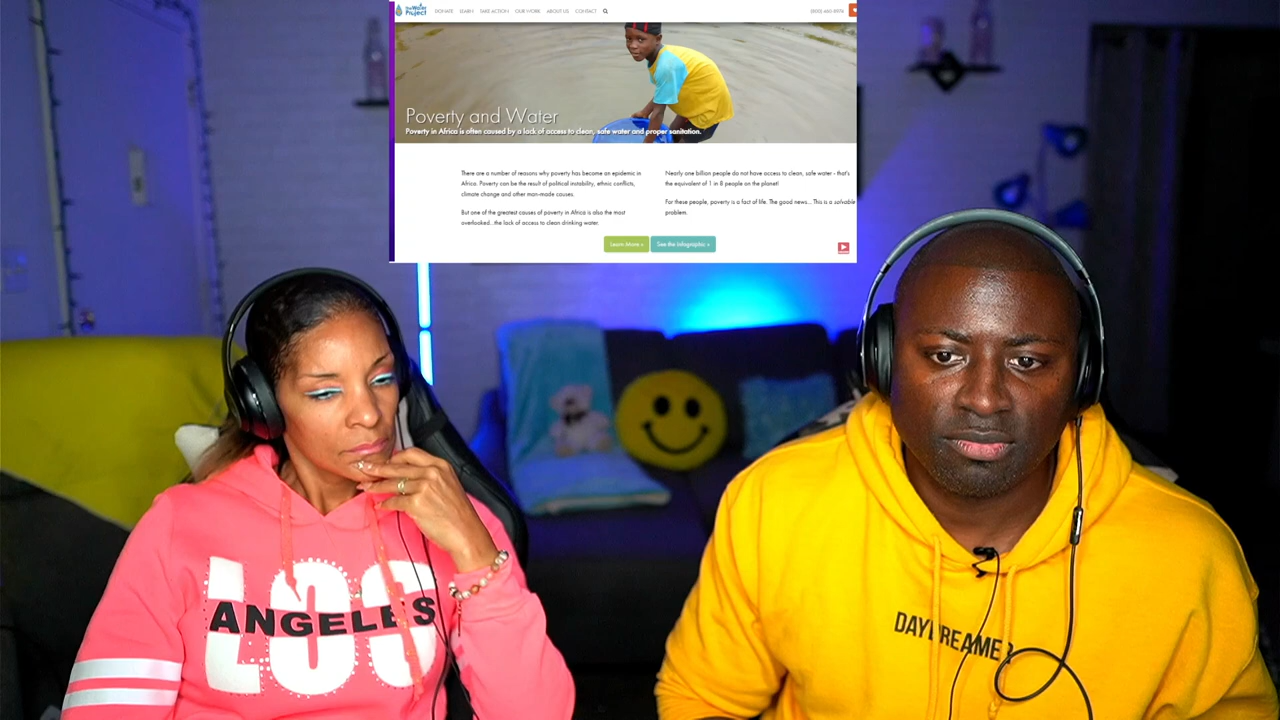 the Water Project
DONATE LEARN TAKE ACTION OUR WORK ABOUT US CONTACT
(603) 460-8976
Poverty and Water
Poverty in Africa is often caused by a lack of access to clean, safe water and proper sanitation.
There are a number of reasons why poverty has become an epidemic in
Africa. Poverty can be the result of political instability, ethnic conflicts,
climate change and other man-made causes.
But one of the greatest causes of poverty in Africa is also the most
overlooked...the lack of access to clean drinking water.
Nearly one billion people do not have access to clean, safe water - that's
the equivalent of 1 in 8 people on the planet!
For these people, poverty is a fact of life. The good news... This is a solvable
problem.
Learn More »
See the Infographic »
LOS
ANGELES
DAYDREAMER